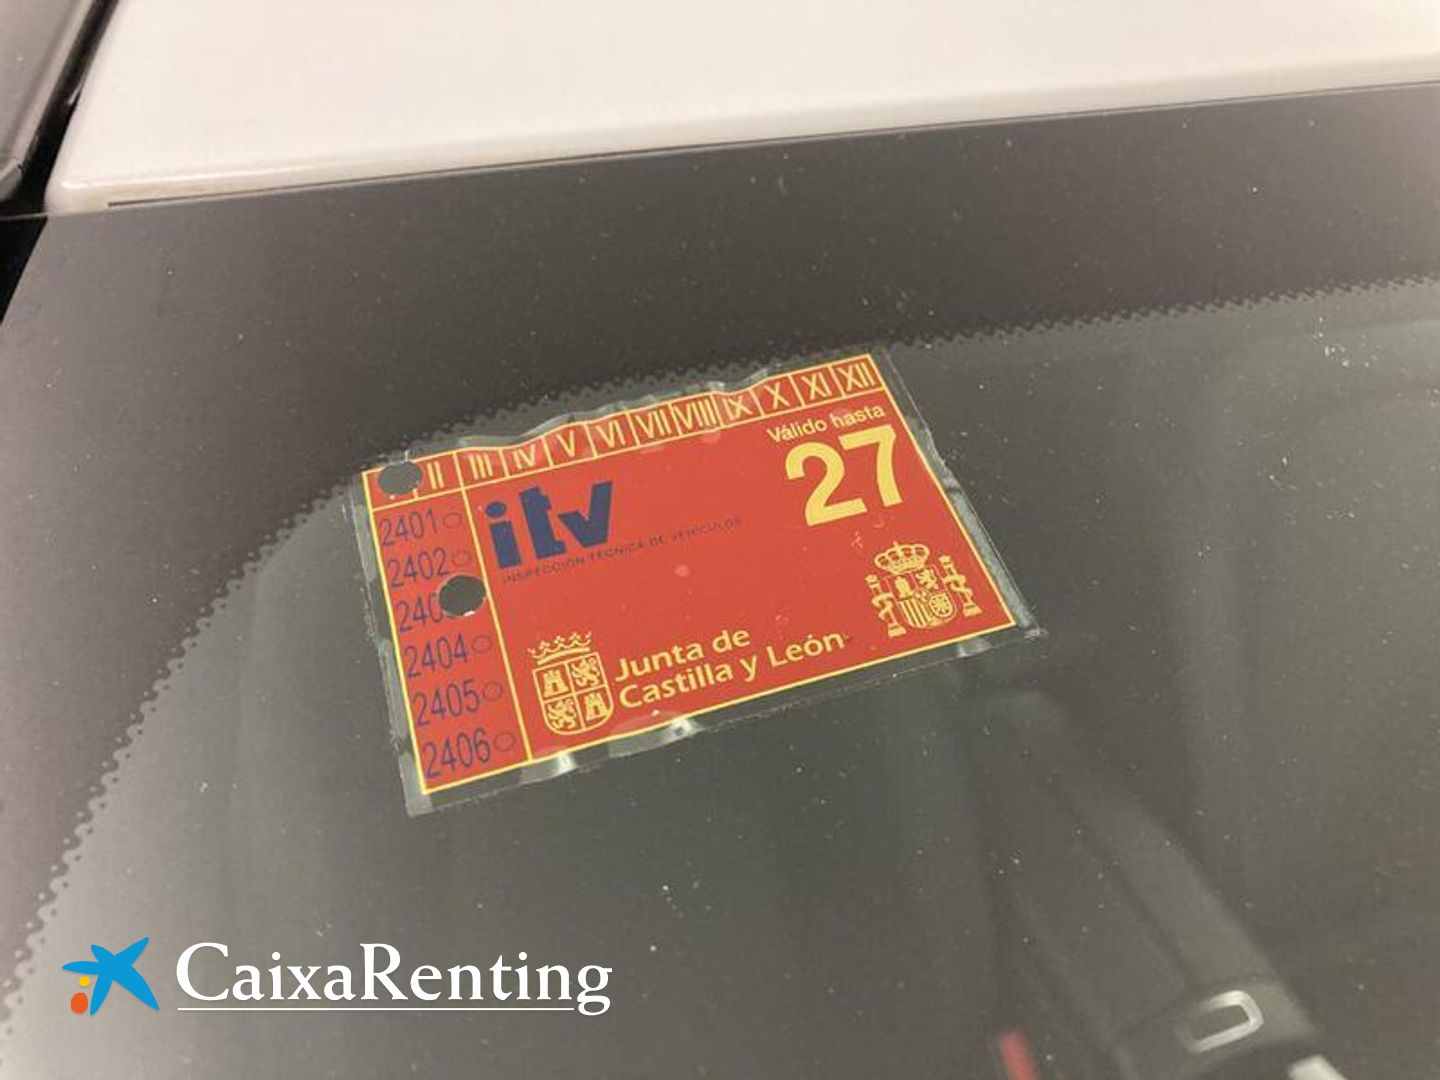 II III IV V VI VII VIII IX X XI XII
Válido hasta
27
2401
2402
240
2404
2405
2406
itv
INSPECCIÓN TÉCNICA DE VEHÍCULOS
Junta de
Castilla y León
CaixaRenting